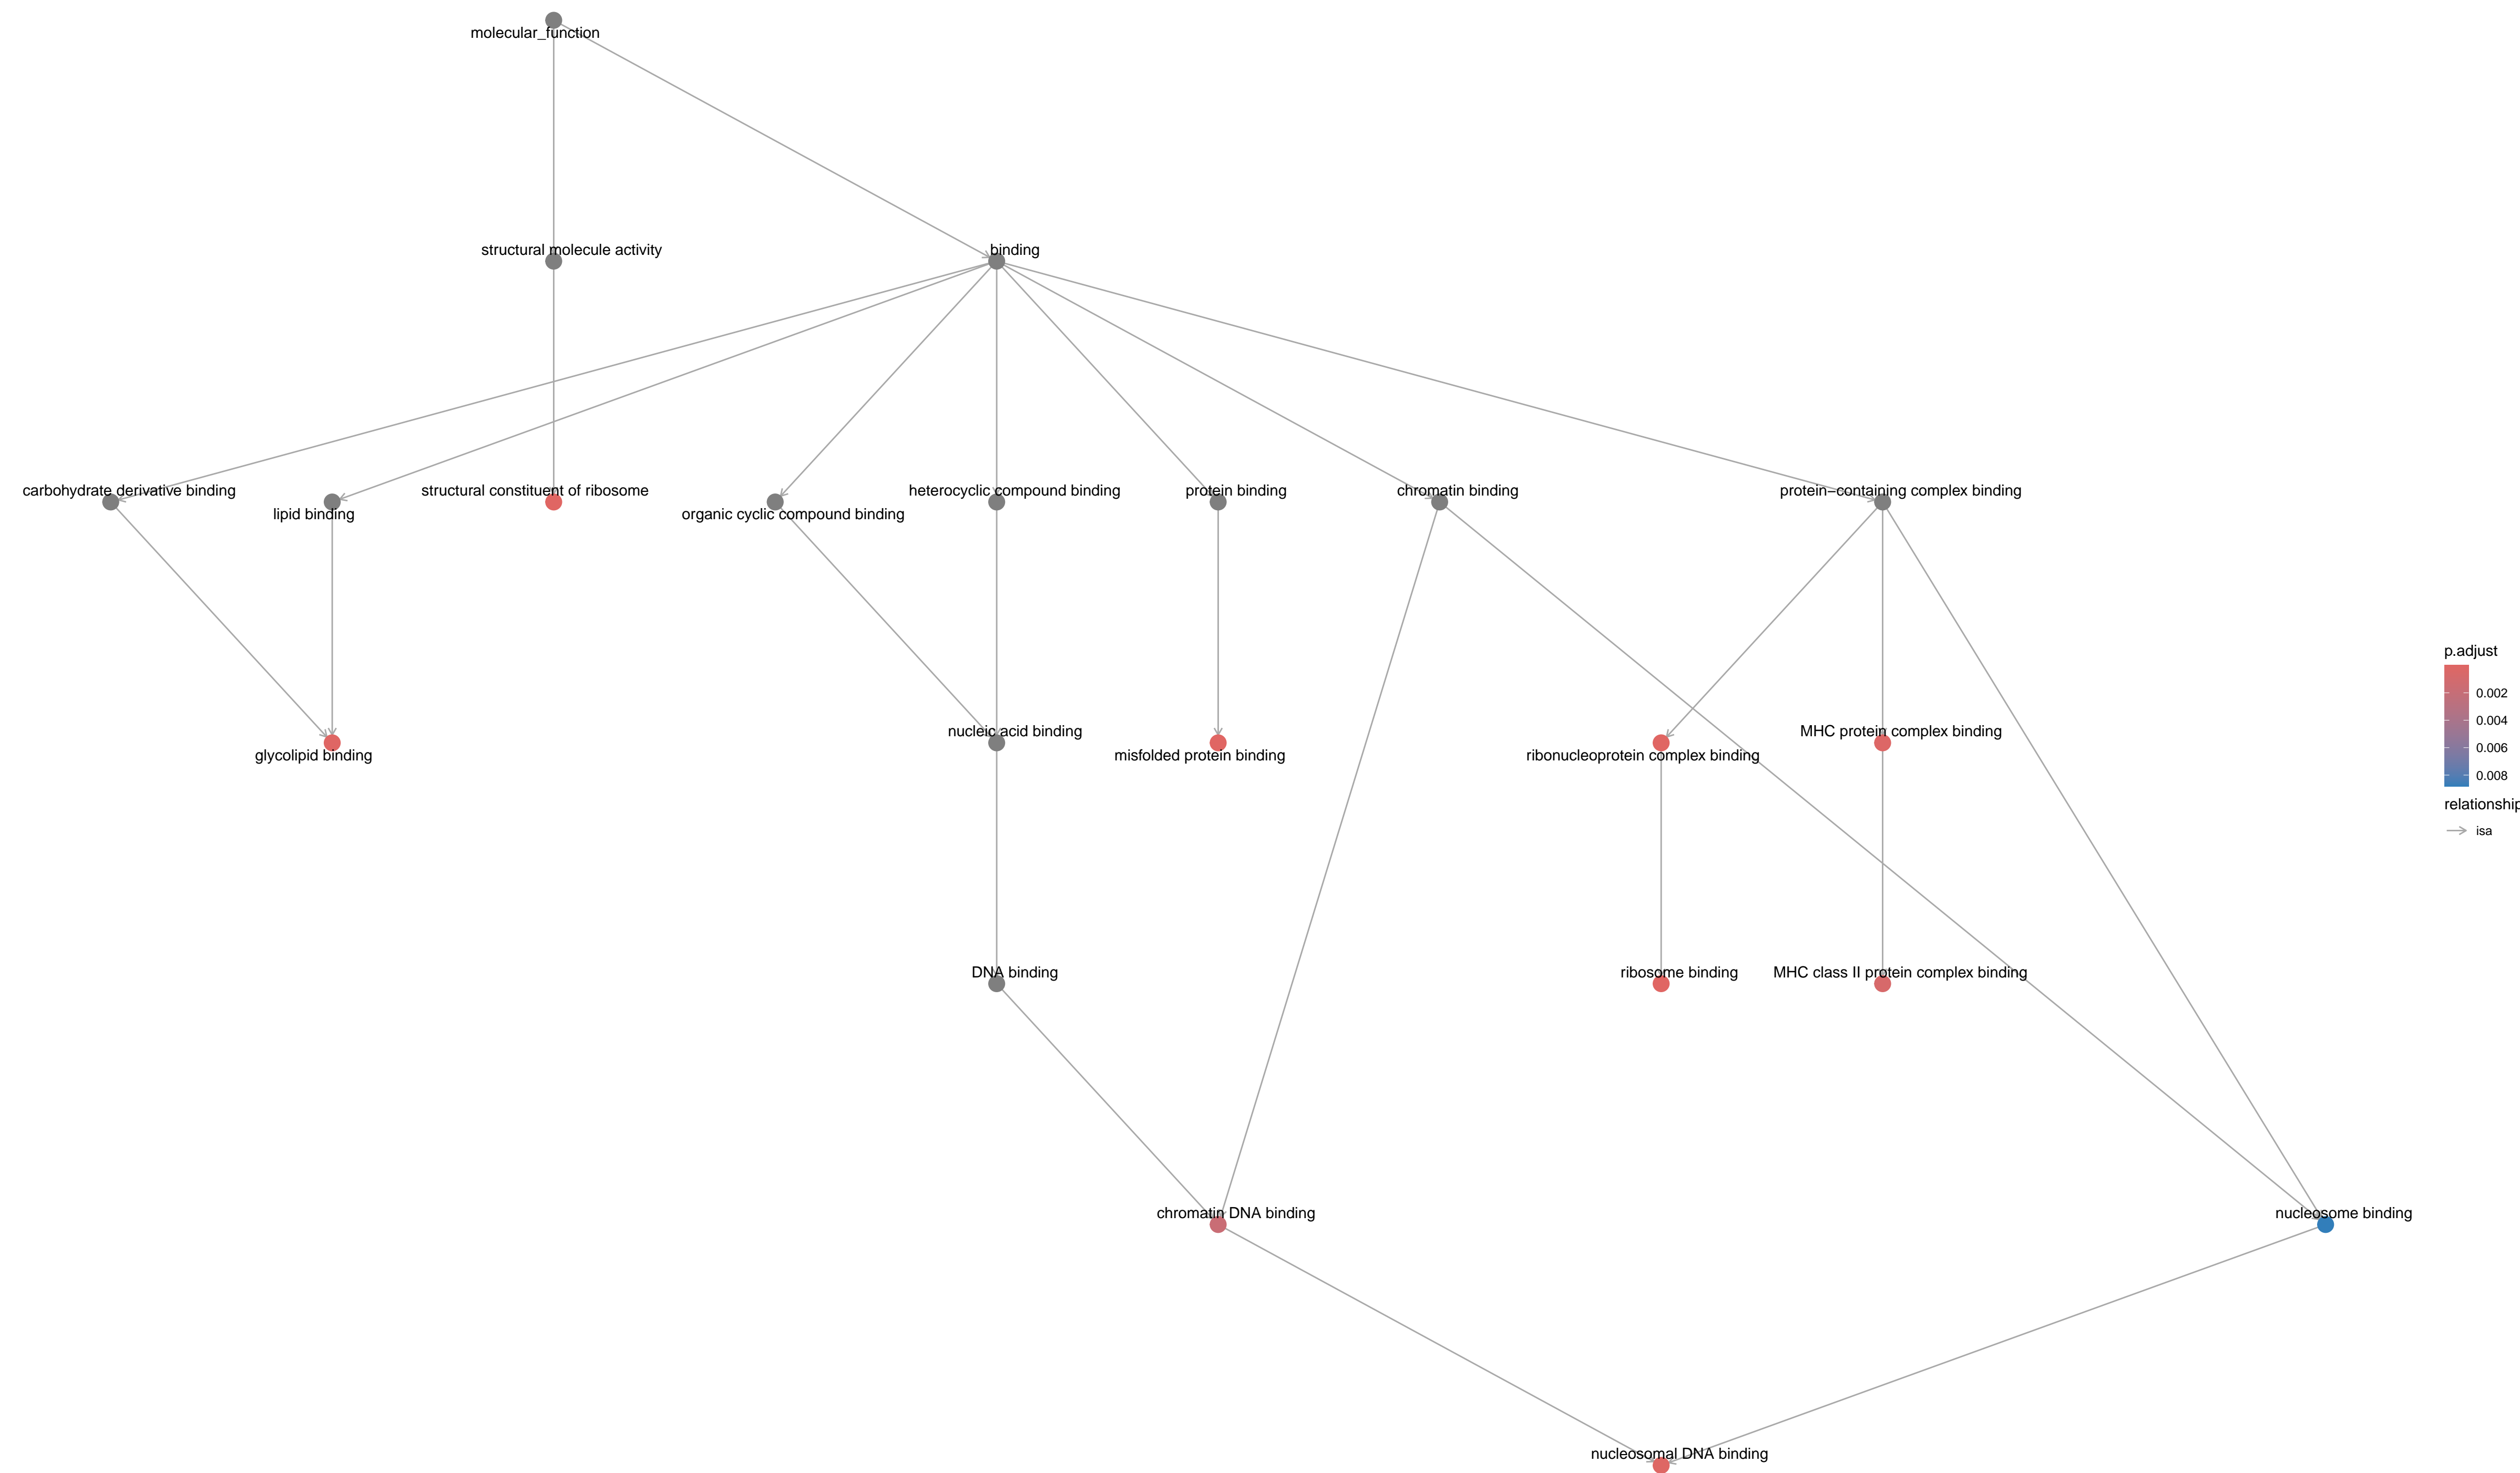 molecular_function
structural molecule activity
binding
carbohydrate derivative binding
lipid binding
structural constituent of ribosome
organic cyclic compound binding
heterocyclic compound binding
protein binding
chromatin binding
protein−containing complex binding
glycolipid binding
nucleic acid binding
misfolded protein binding
ribonucleoprotein complex binding
MHC protein complex binding
DNA binding
ribosome binding
MHC class II protein complex binding
chromatin DNA binding
nucleosome binding
nucleosomal DNA binding
p.adjust
0.002
0.004
0.006
0.008
relationship
isa